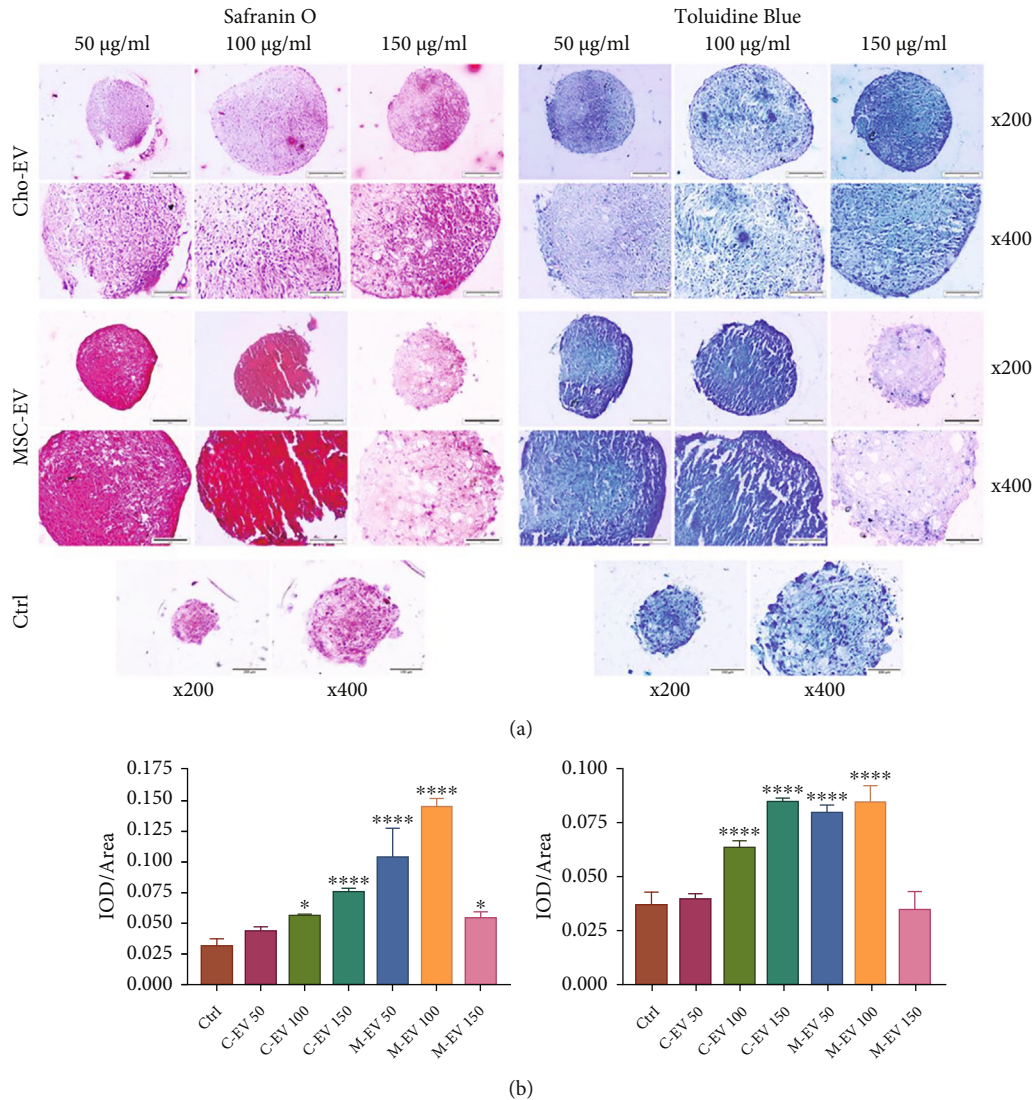 Safranin O
Toluidine Blue
50 µg/ml 100 µg/ml 150 µg/ml 50 µg/ml 100 µg/ml 150 µg/ml
Cho-EV
x200
x400
MSC-EV
x200
x400
Ctrl
x200 x400 x200 x400
(a)
IOD/Area
0.175
0.150
0.125
0.100
0.075
0.050
0.025
0.000
* **** **** **** *
Ctrl C-EV 50 C-EV 100 C-EV 150 M-EV 50 M-EV 100 M-EV 150
IOD/Area
0.100
0.075
0.050
0.025
0.000
**** **** **** ****
Ctrl C-EV 50 C-EV 100 C-EV 150 M-EV 50 M-EV 100 M-EV 150
(b)